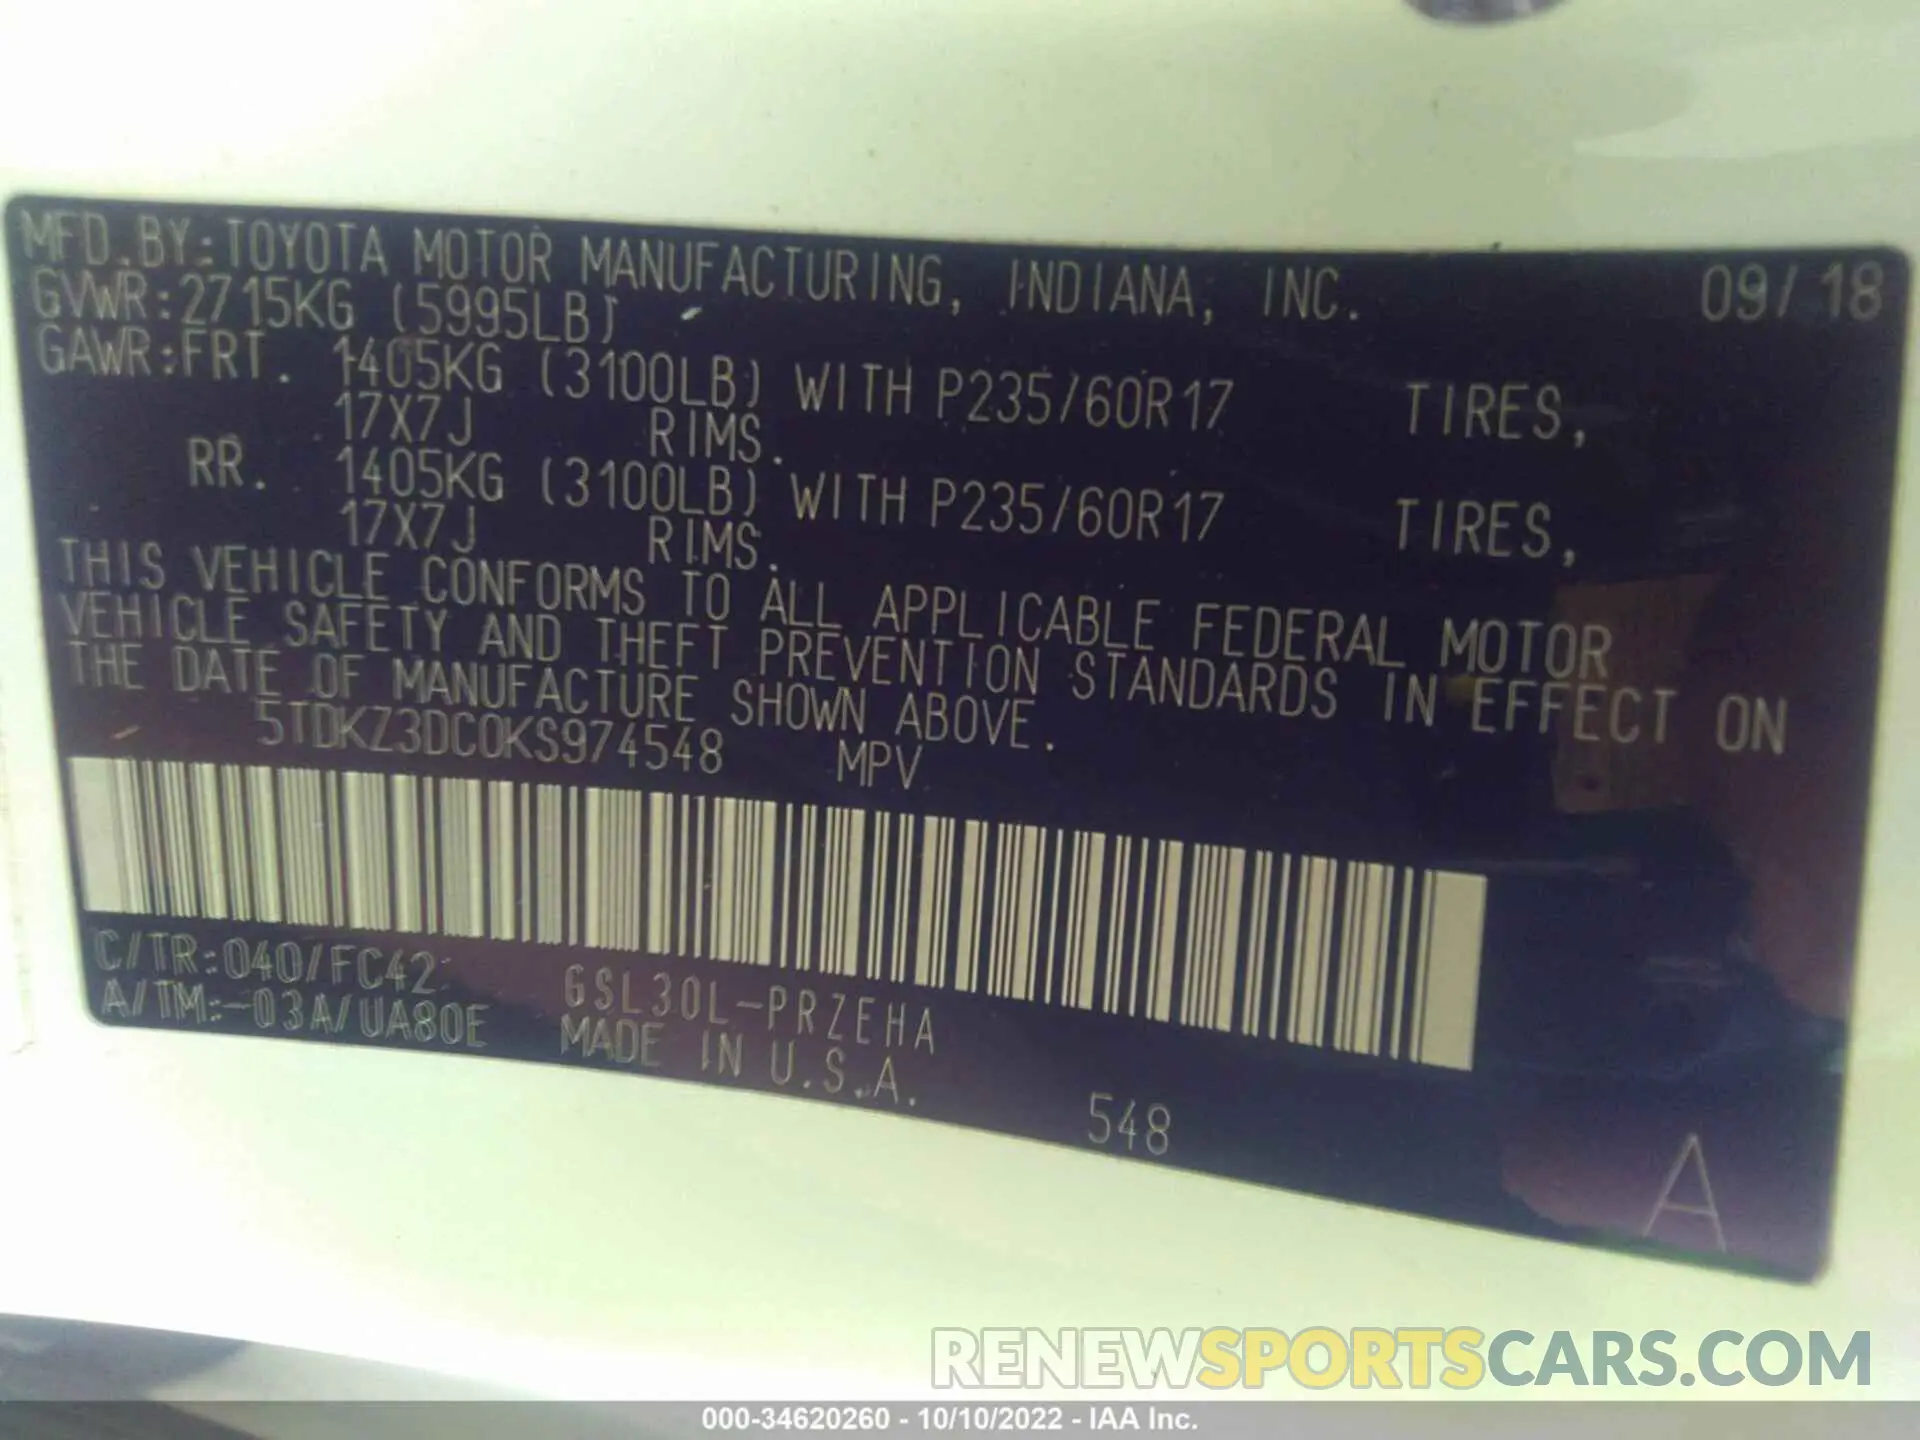 MFD.BY:TOYOTA MOTOR MANUFACTURING, INDIANA, INC. 09/18
GVWR:2715KG (5995LB)
GAWR:FRT. 1405KG (3100LB) WITH P235/60R17 TIRES,
17X7J RIMS.
RR. 1405KG (3100LB) WITH P235/60R17 TIRES,
17X7J RIMS.
THIS VEHICLE CONFORMS TO ALL APPLICABLE FEDERAL MOTOR
VEHICLE SAFETY AND THEFT PREVENTION STANDARDS IN EFFECT ON
THE DATE OF MANUFACTURE SHOWN ABOVE.
5TDKZ3DC0KS974548 MPV
C/TR:040/FC42 GSL30L-PRZEHA
A/TM:-03A/UA80E MADE IN U.S.A.
548
A
RENEWSPORTSCARS.COM
000-34620260 - 10/10/2022 - IAA Inc.